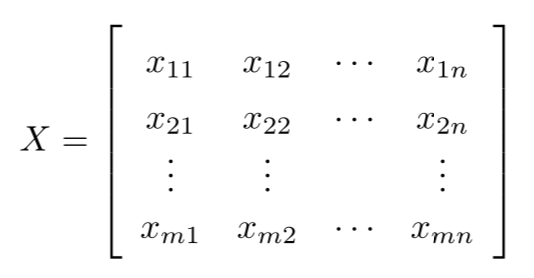 x₁₁ x₁₂ ⋯ x₁ₙ
x₂₁ x₂₂ ⋯ x₂ₙ
X =
⋮ ⋮ ⋮
xₘ₁ xₘ₂ ⋯ xₘₙ